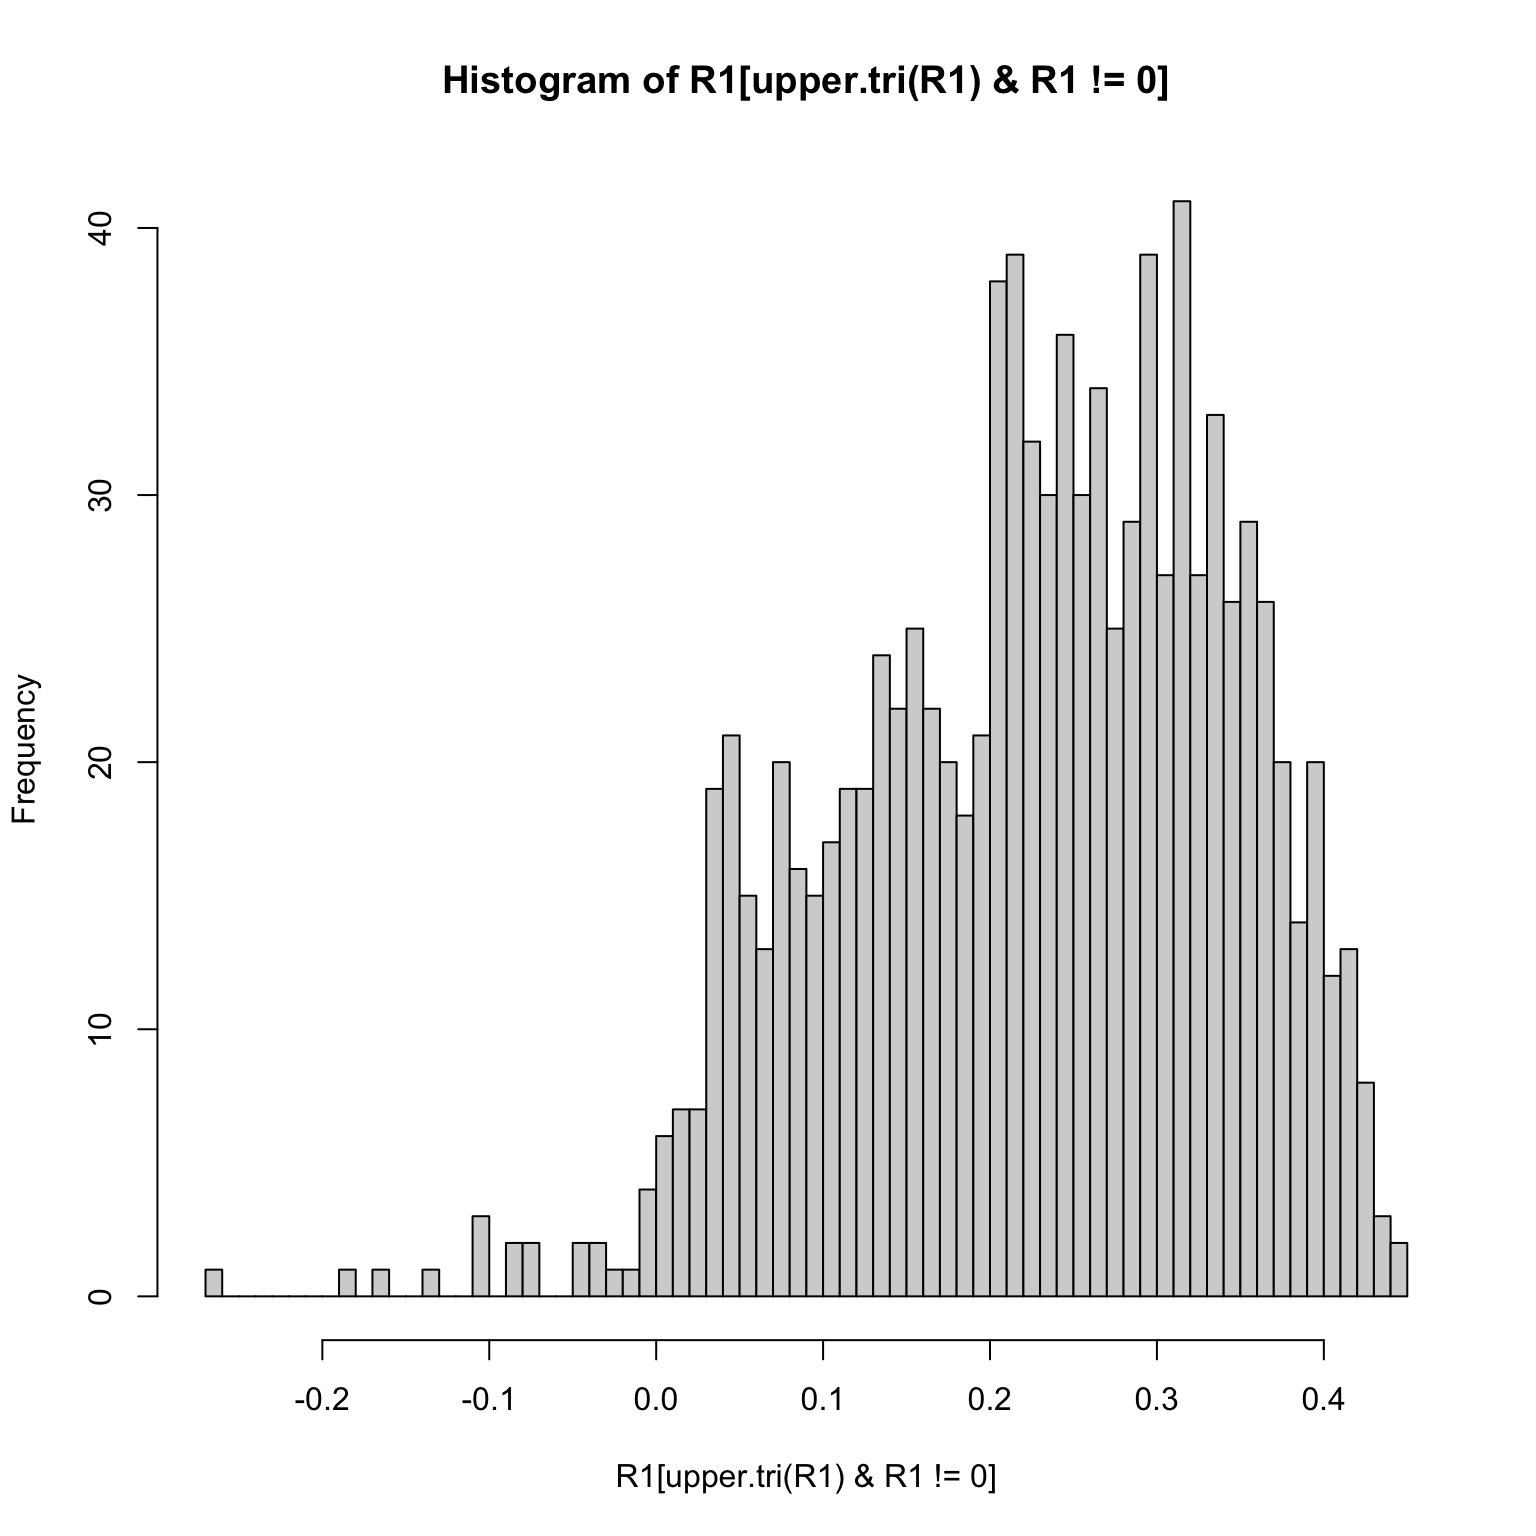 Histogram of R1[upper.tri(R1) & R1 != 0]
Frequency
40
30
20
10
0
-0.2 -0.1 0.0 0.1 0.2 0.3 0.4
R1[upper.tri(R1) & R1 != 0]